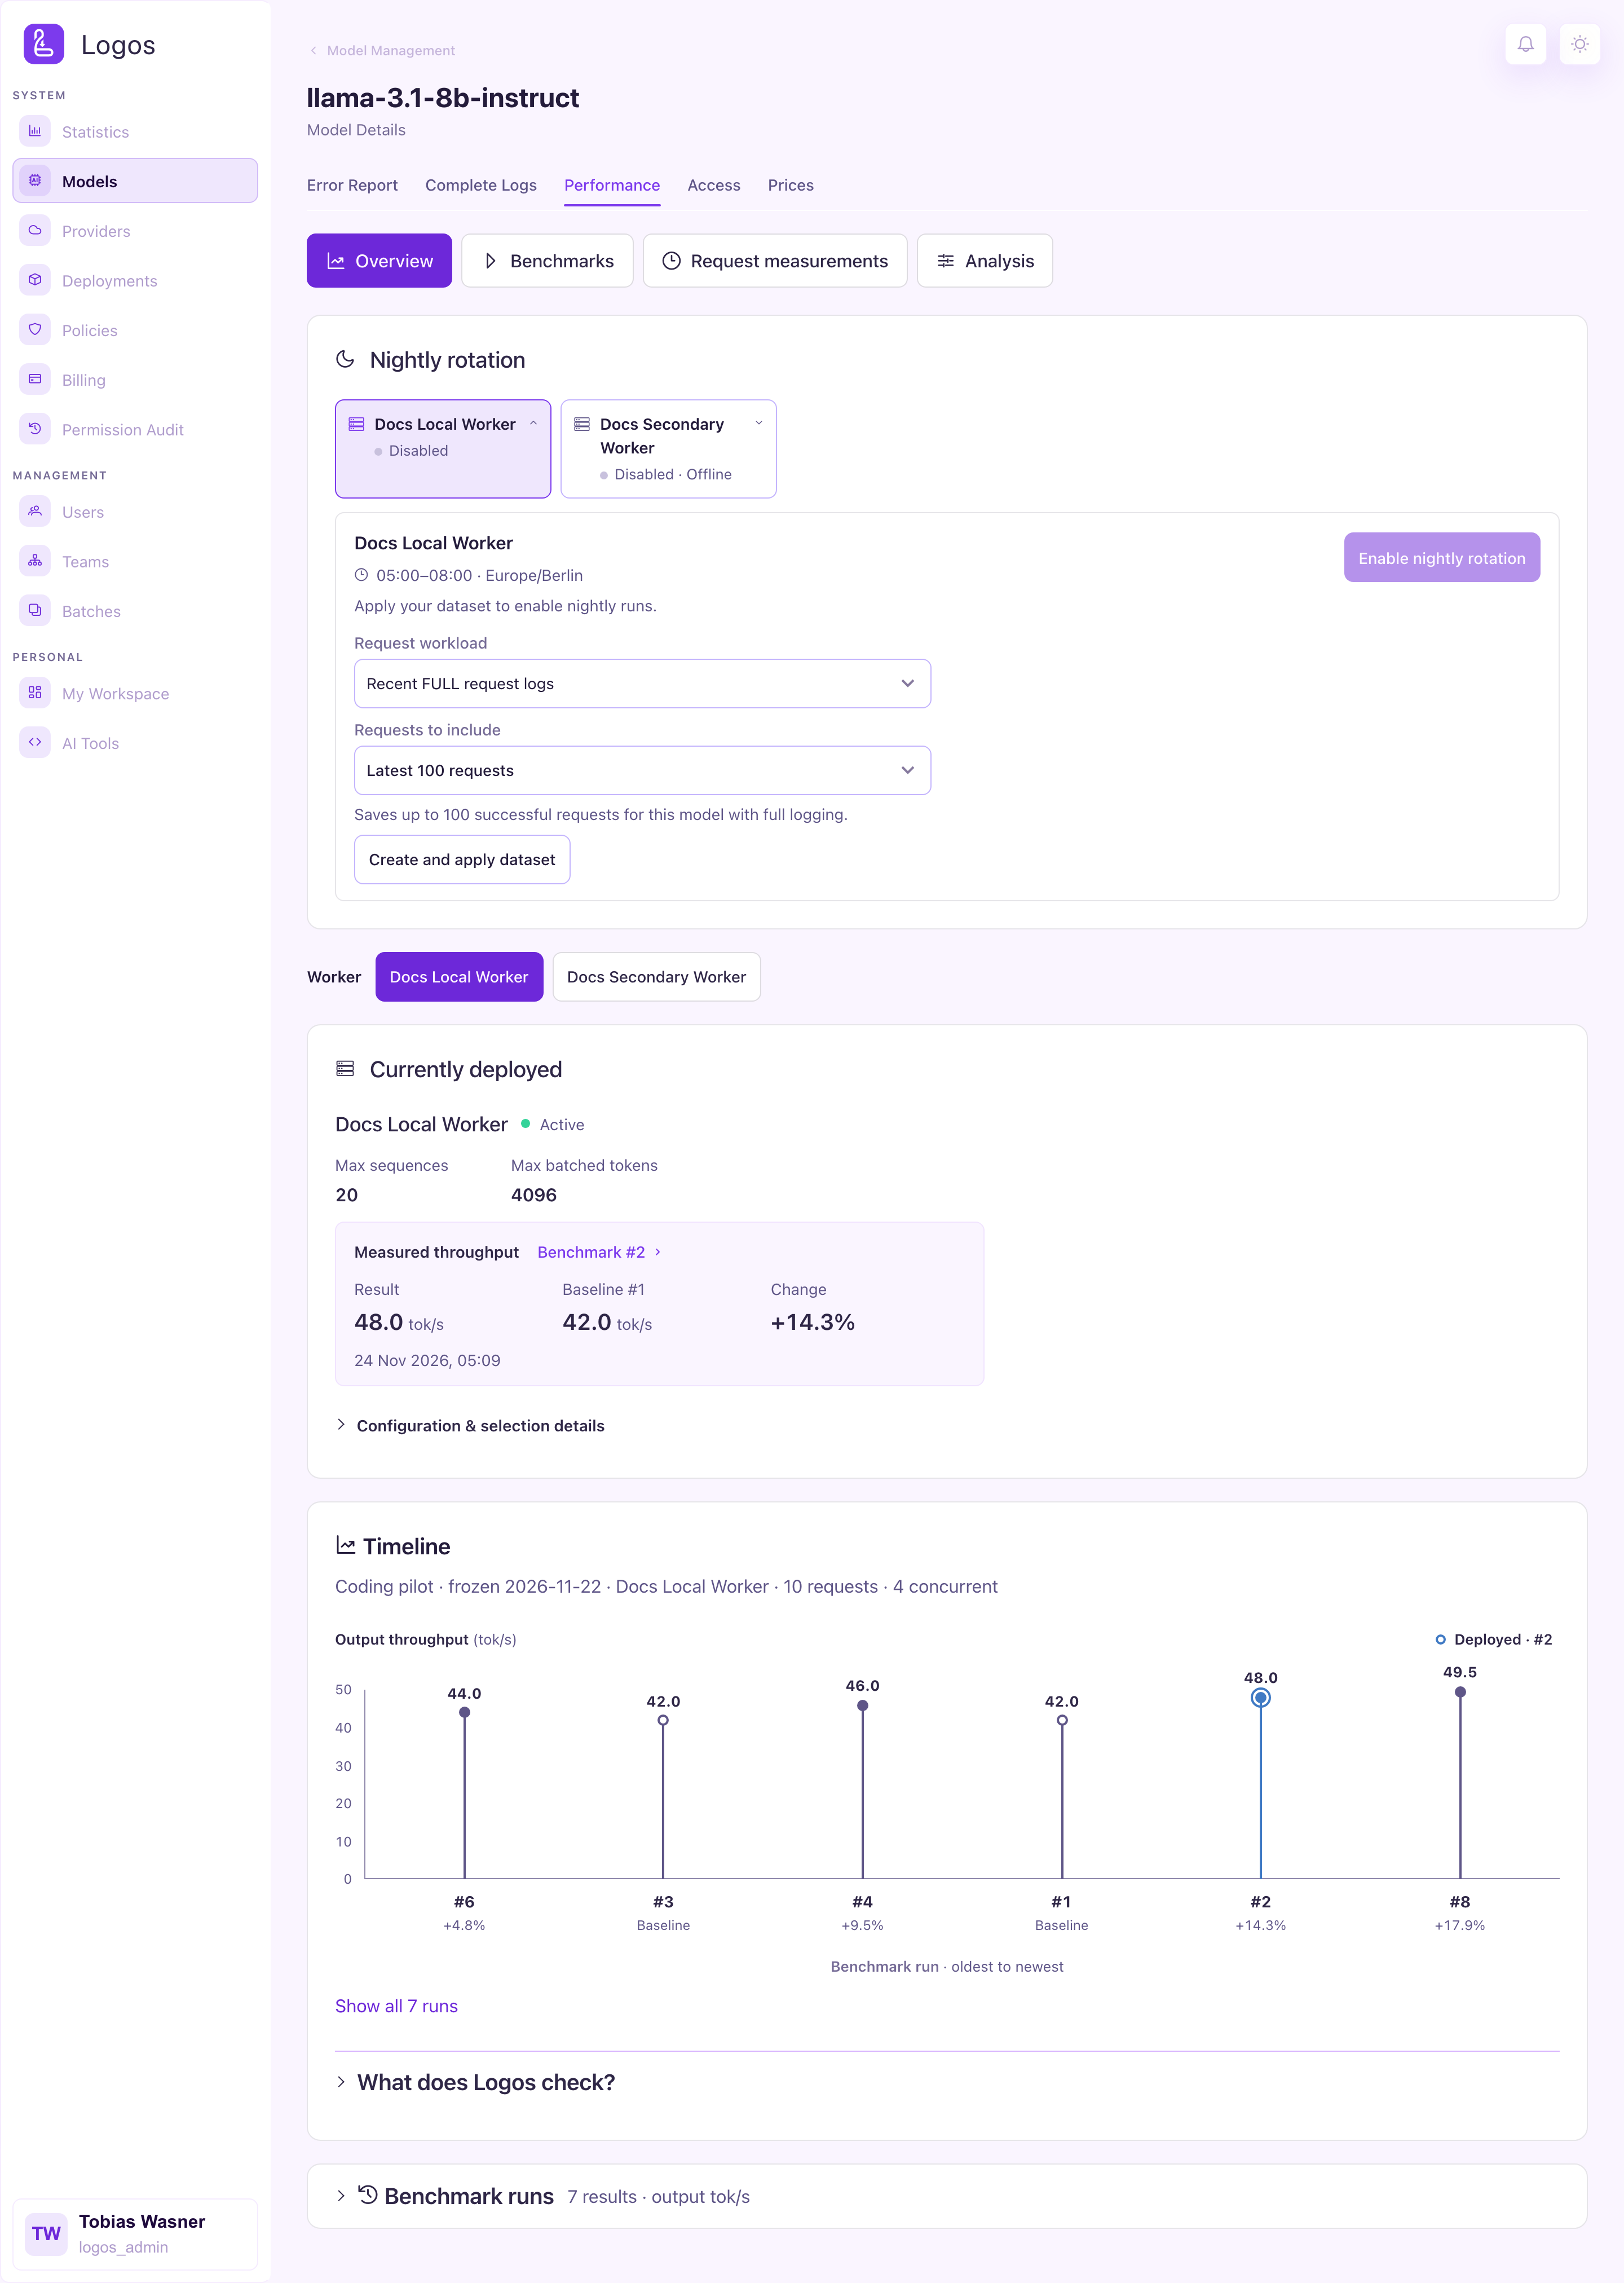 Logos
SYSTEM
Statistics
Models
Providers
Deployments
Policies
Billing
Permission Audit
MANAGEMENT
Users
Teams
Batches
PERSONAL
My Workspace
AI Tools
TW
Tobias Wasner
logos_admin
Model Management
llama-3.1-8b-instruct
Model Details
Error Report Complete Logs Performance Access Prices
Overview Benchmarks Request measurements Analysis
Nightly rotation
Docs Local Worker
Disabled
Docs Secondary
Worker
Disabled · Offline
Docs Local Worker
Enable nightly rotation
05:00–08:00 · Europe/Berlin
Apply your dataset to enable nightly runs.
Request workload
Recent FULL request logs
Requests to include
Latest 100 requests
Saves up to 100 successful requests for this model with full logging.
Create and apply dataset
Worker Docs Local Worker Docs Secondary Worker
Currently deployed
Docs Local Worker Active
Max sequences Max batched tokens
20 4096
Measured throughput Benchmark #2
Result Baseline #1 Change
48.0 tok/s 42.0 tok/s +14.3%
24 Nov 2026, 05:09
Configuration & selection details
Timeline
Coding pilot · frozen 2026-11-22 · Docs Local Worker · 10 requests · 4 concurrent
Output throughput (tok/s) Deployed · #2
50
40
30
20
10
0
44.0 42.0 46.0 42.0 48.0 49.5
#6 #3 #4 #1 #2 #8
+4.8% Baseline +9.5% Baseline +14.3% +17.9%
Benchmark run · oldest to newest
Show all 7 runs
What does Logos check?
Benchmark runs 7 results · output tok/s